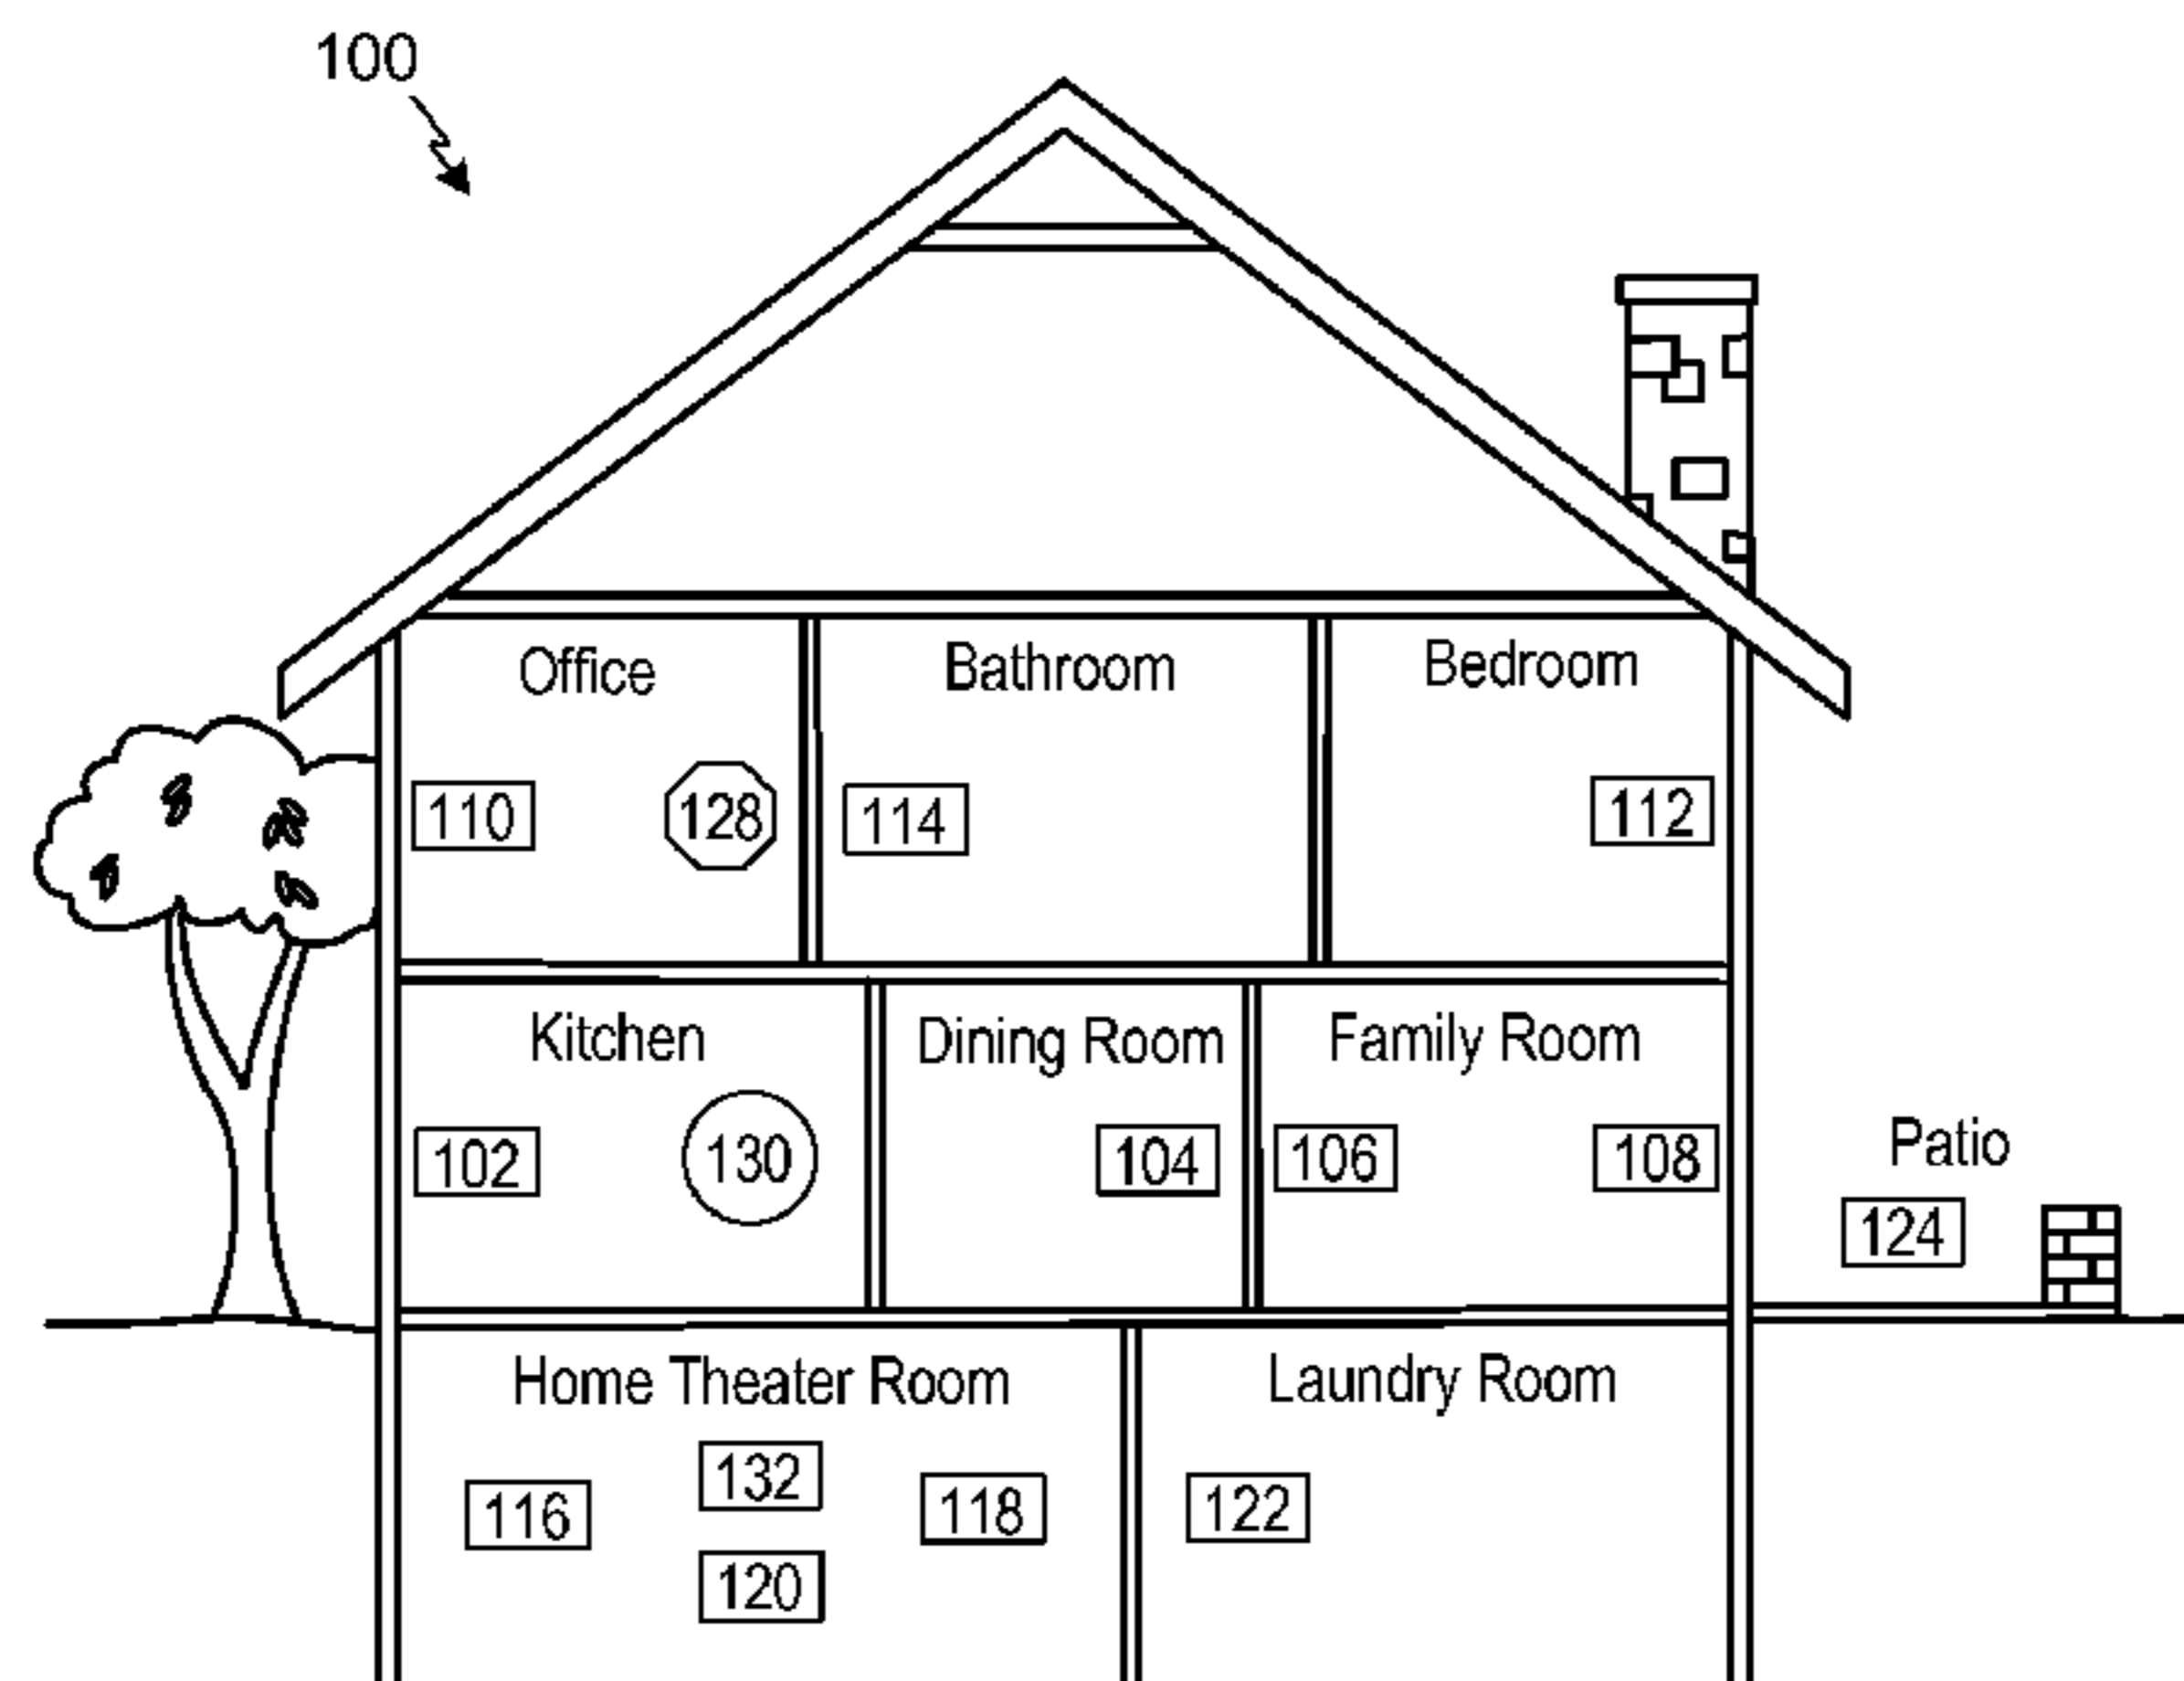 100
Office
Bathroom
Bedroom
110
128
114
112
Kitchen
Dining Room
Family Room
102
130
104
106
108
Patio
124
Home Theater Room
Laundry Room
116
132
118
122
120